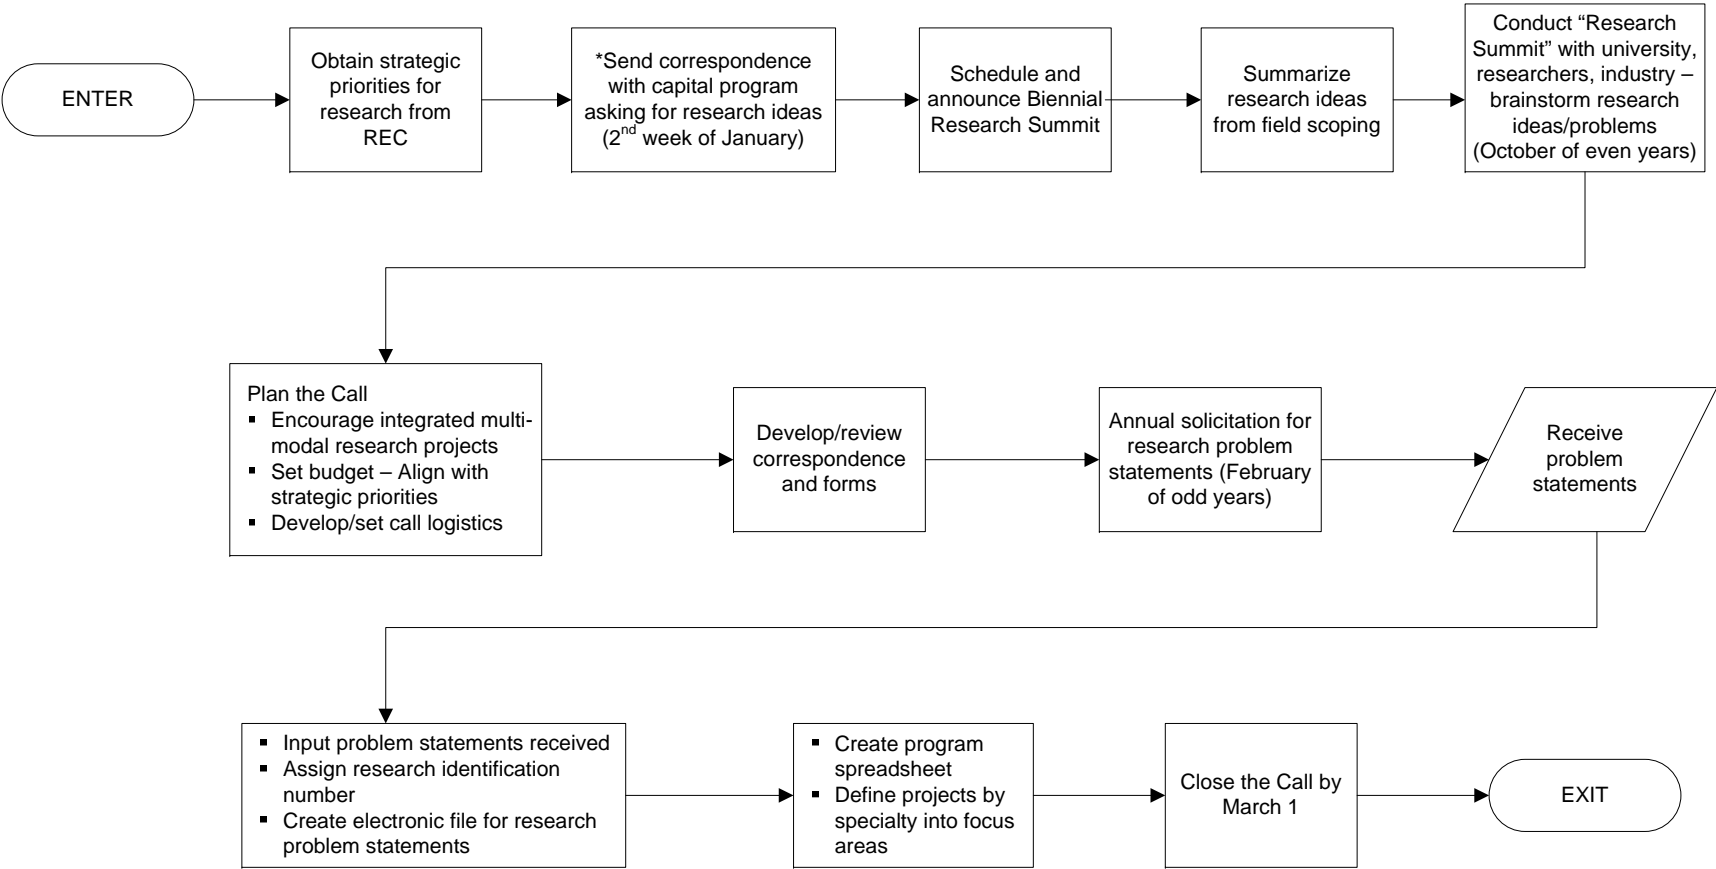 ENTER
Obtain strategic
priorities for
research from
REC
*Send correspondence
with capital program
asking for research ideas
(2nd week of January)
Schedule and
announce Biennial
Research Summit
Summarize
research ideas
from field scoping
Conduct “Research
Summit” with university,
researchers, industry –
brainstorm research
ideas/problems
(October of even years)
Plan the Call
▪ Encourage integrated multi-
modal research projects
▪ Set budget – Align with
strategic priorities
▪ Develop/set call logistics
Develop/review
correspondence
and forms
Annual solicitation for
research problem
statements (February
of odd years)
Receive
problem
statements
▪ Input problem statements received
▪ Assign research identification
number
▪ Create electronic file for research
problem statements
▪ Create program
spreadsheet
▪ Define projects by
specialty into focus
areas
Close the Call by
March 1
EXIT